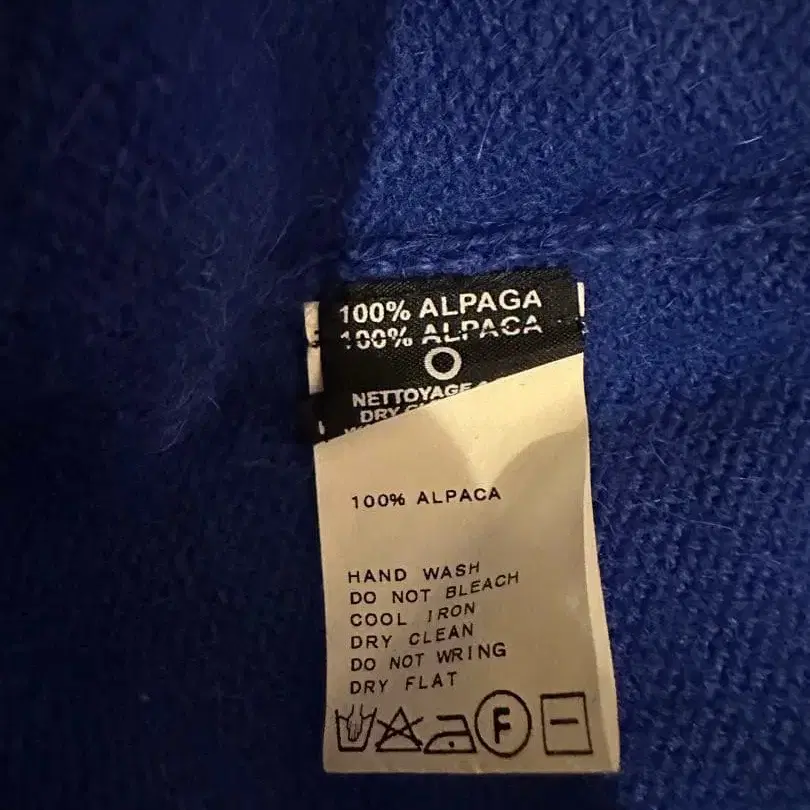 100% ALPAGA
100% ALPACA
NETTOYAGE
DRY
100% ALPACA
HAND WASH
DO NOT BLEACH
COOL IRON
DRY CLEAN
DO NOT WRING
DRY FLAT
F